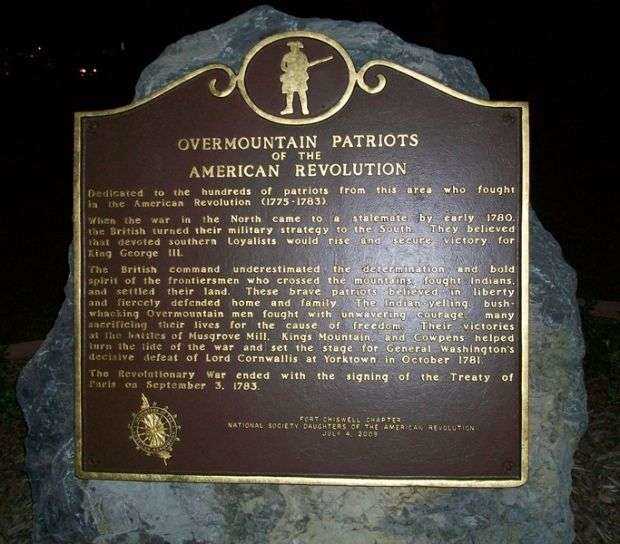 OVERMOUNTAIN PATRIOTS
OF THE
AMERICAN REVOLUTION
Dedicated to the hundreds of patriots from this area who fought
in the American Revolution (1775-1783).
When the war in the North came to a stalemate by early 1780,
the British turned their military strategy to the South. They believed
that devoted southern Loyalists would rise and secure victory for
King George III.
The British command underestimated the determination and bold
spirit of the frontiersmen who crossed the mountains, fought Indians,
and settled their land. These brave patriots believed in liberty
and fiercely defended home and family. The Indian-yelling, bush-
whacking Overmountain men fought with unwavering courage, many
sacrificing their lives for the cause of freedom. Their victories
at the battles of Musgrove Mill, Kings Mountain, and Cowpens helped
turn the tide of the war and set the stage for General Washington's
decisive defeat of Lord Cornwallis at Yorktown in October 1781.
The Revolutionary War ended with the signing of the Treaty of
Paris on September 3, 1783.
FORT CHISWELL CHAPTER
NATIONAL SOCIETY DAUGHTERS OF THE AMERICAN REVOLUTION
JULY 4, 2009